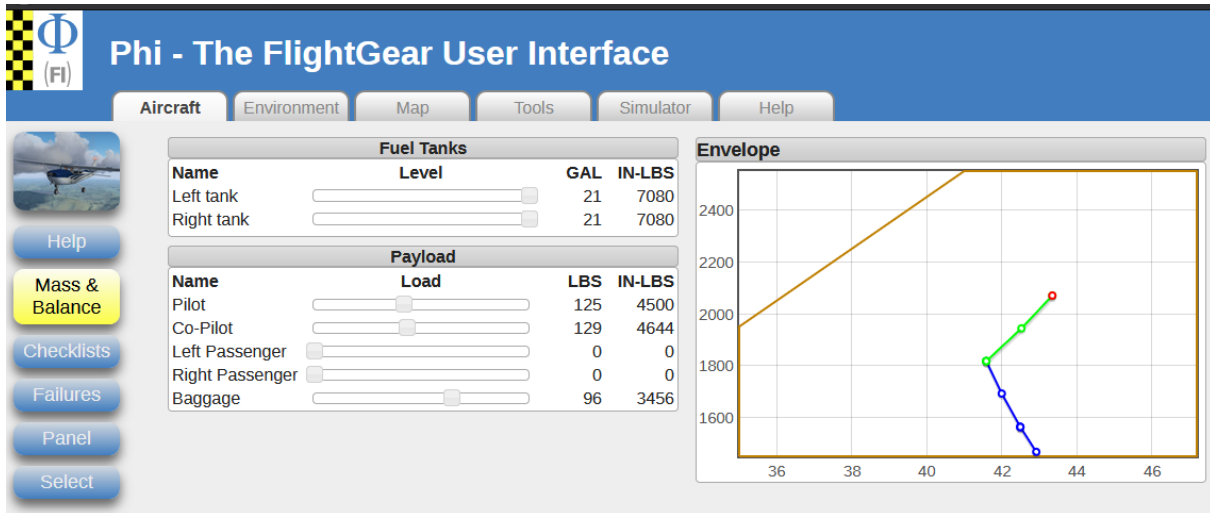 Φ
(FI)
Phi - The FlightGear User Interface
Aircraft Environment Map Tools Simulator Help
Help
Mass &
Balance
Checklists
Failures
Panel
Select
Fuel Tanks
Name Level GAL IN-LBS
Left tank 21 7080
Right tank 21 7080
Payload
Name Load LBS IN-LBS
Pilot 125 4500
Co-Pilot 129 4644
Left Passenger 0 0
Right Passenger 0 0
Baggage 96 3456
Envelope
2400
2200
2000
1800
1600
36 38 40 42 44 46